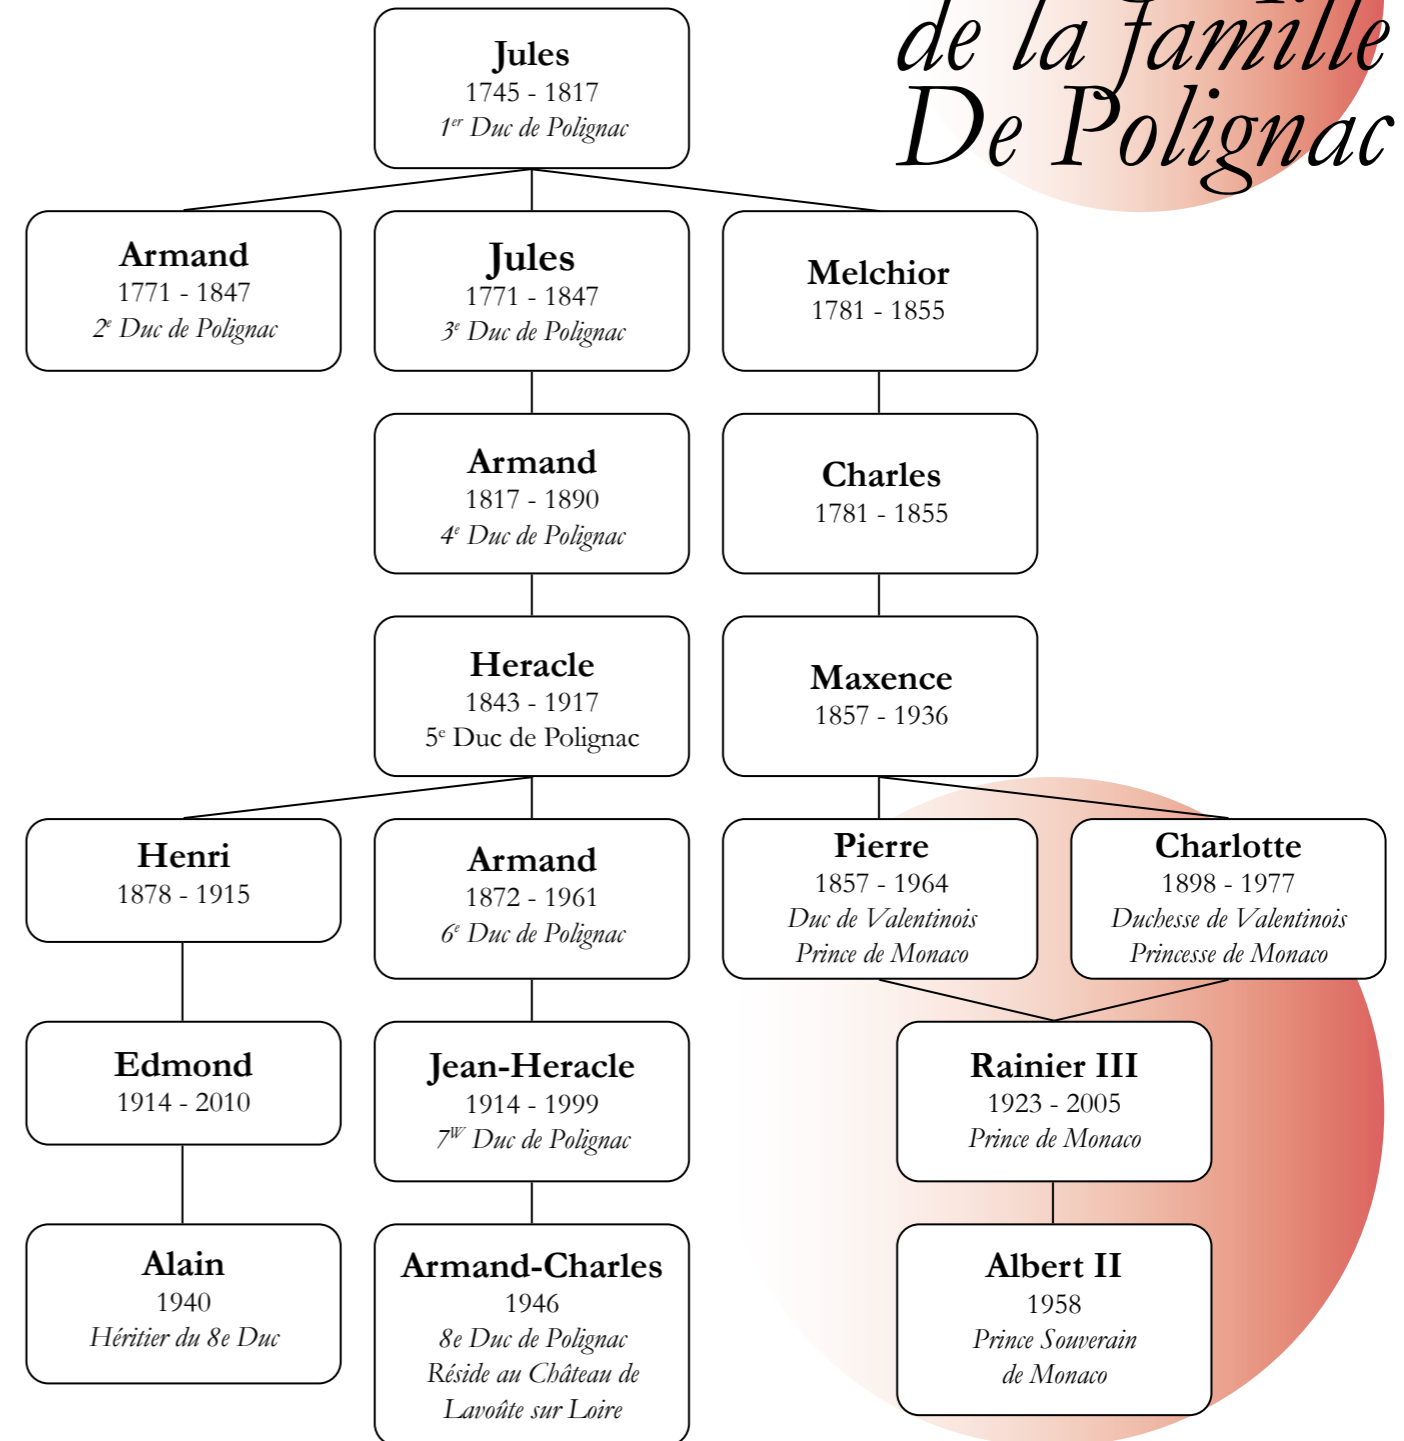 de la famille
De Polignac
Jules
1745 - 1817
1er Duc de Polignac
Armand
1771 - 1847
2e Duc de Polignac
Jules
1771 - 1847
3e Duc de Polignac
Melchior
1781 - 1855
Armand
1817 - 1890
4e Duc de Polignac
Charles
1781 - 1855
Heracle
1843 - 1917
5e Duc de Polignac
Maxence
1857 - 1936
Henri
1878 - 1915
Armand
1872 - 1961
6e Duc de Polignac
Pierre
1857 - 1964
Duc de Valentinois
Prince de Monaco
Charlotte
1898 - 1977
Duchesse de Valentinois
Princesse de Monaco
Edmond
1914 - 2010
Jean-Heracle
1914 - 1999
7W Duc de Polignac
Rainier III
1923 - 2005
Prince de Monaco
Alain
1940
Héritier du 8e Duc
Armand-Charles
1946
8e Duc de Polignac
Réside au Château de
Lavoûte sur Loire
Albert II
1958
Prince Souverain
de Monaco